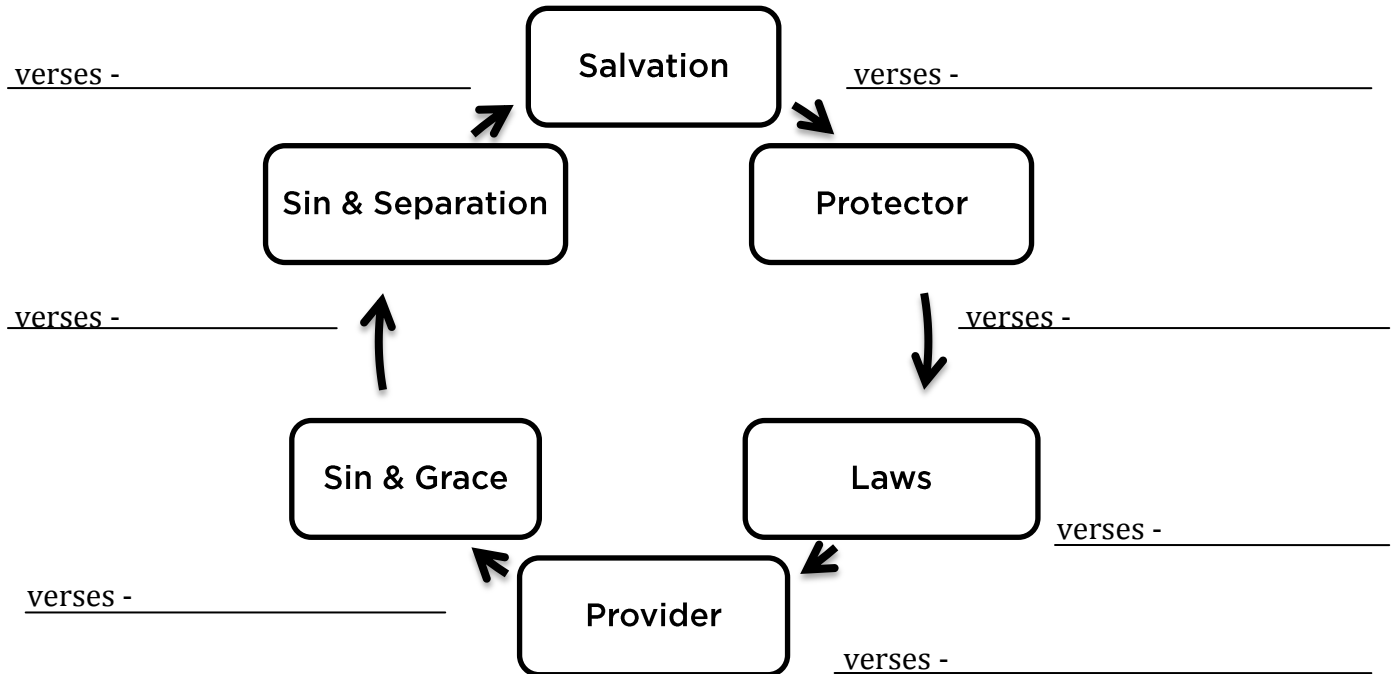 Salvation
verses -
verses -
Sin & Separation
Protector
verses -
verses -
Sin & Grace
Laws
verses -
verses -
Provider
verses -